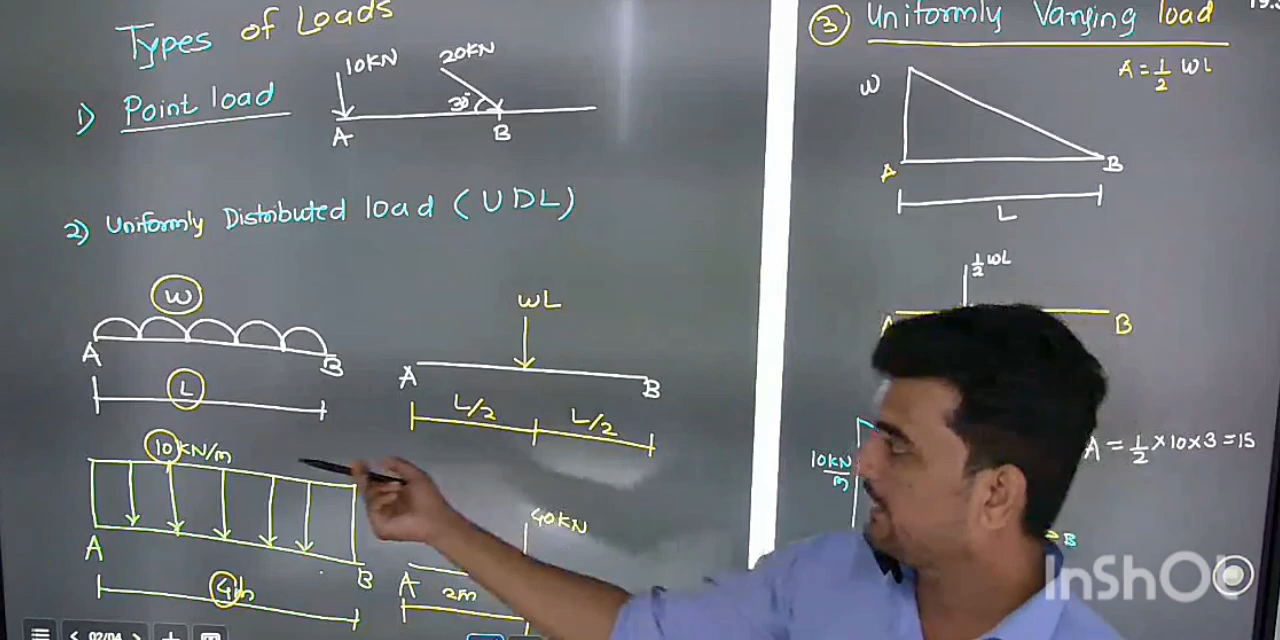 Types of Loads
1) Point load
10KN
20KN
30°
A
B
2) Uniformly Distributed load (UDL)
W
A
B
L
WL
A
B
L/2
L/2
10KN/m
A
B
4m
40KN
A
2m
02/04
3 Uniformly Varying load
A = 1/2 WL
W
A
B
L
1/2 WL
A
B
10KN/m
A = 1/2 × 10 × 3 = 15
B
InShOt